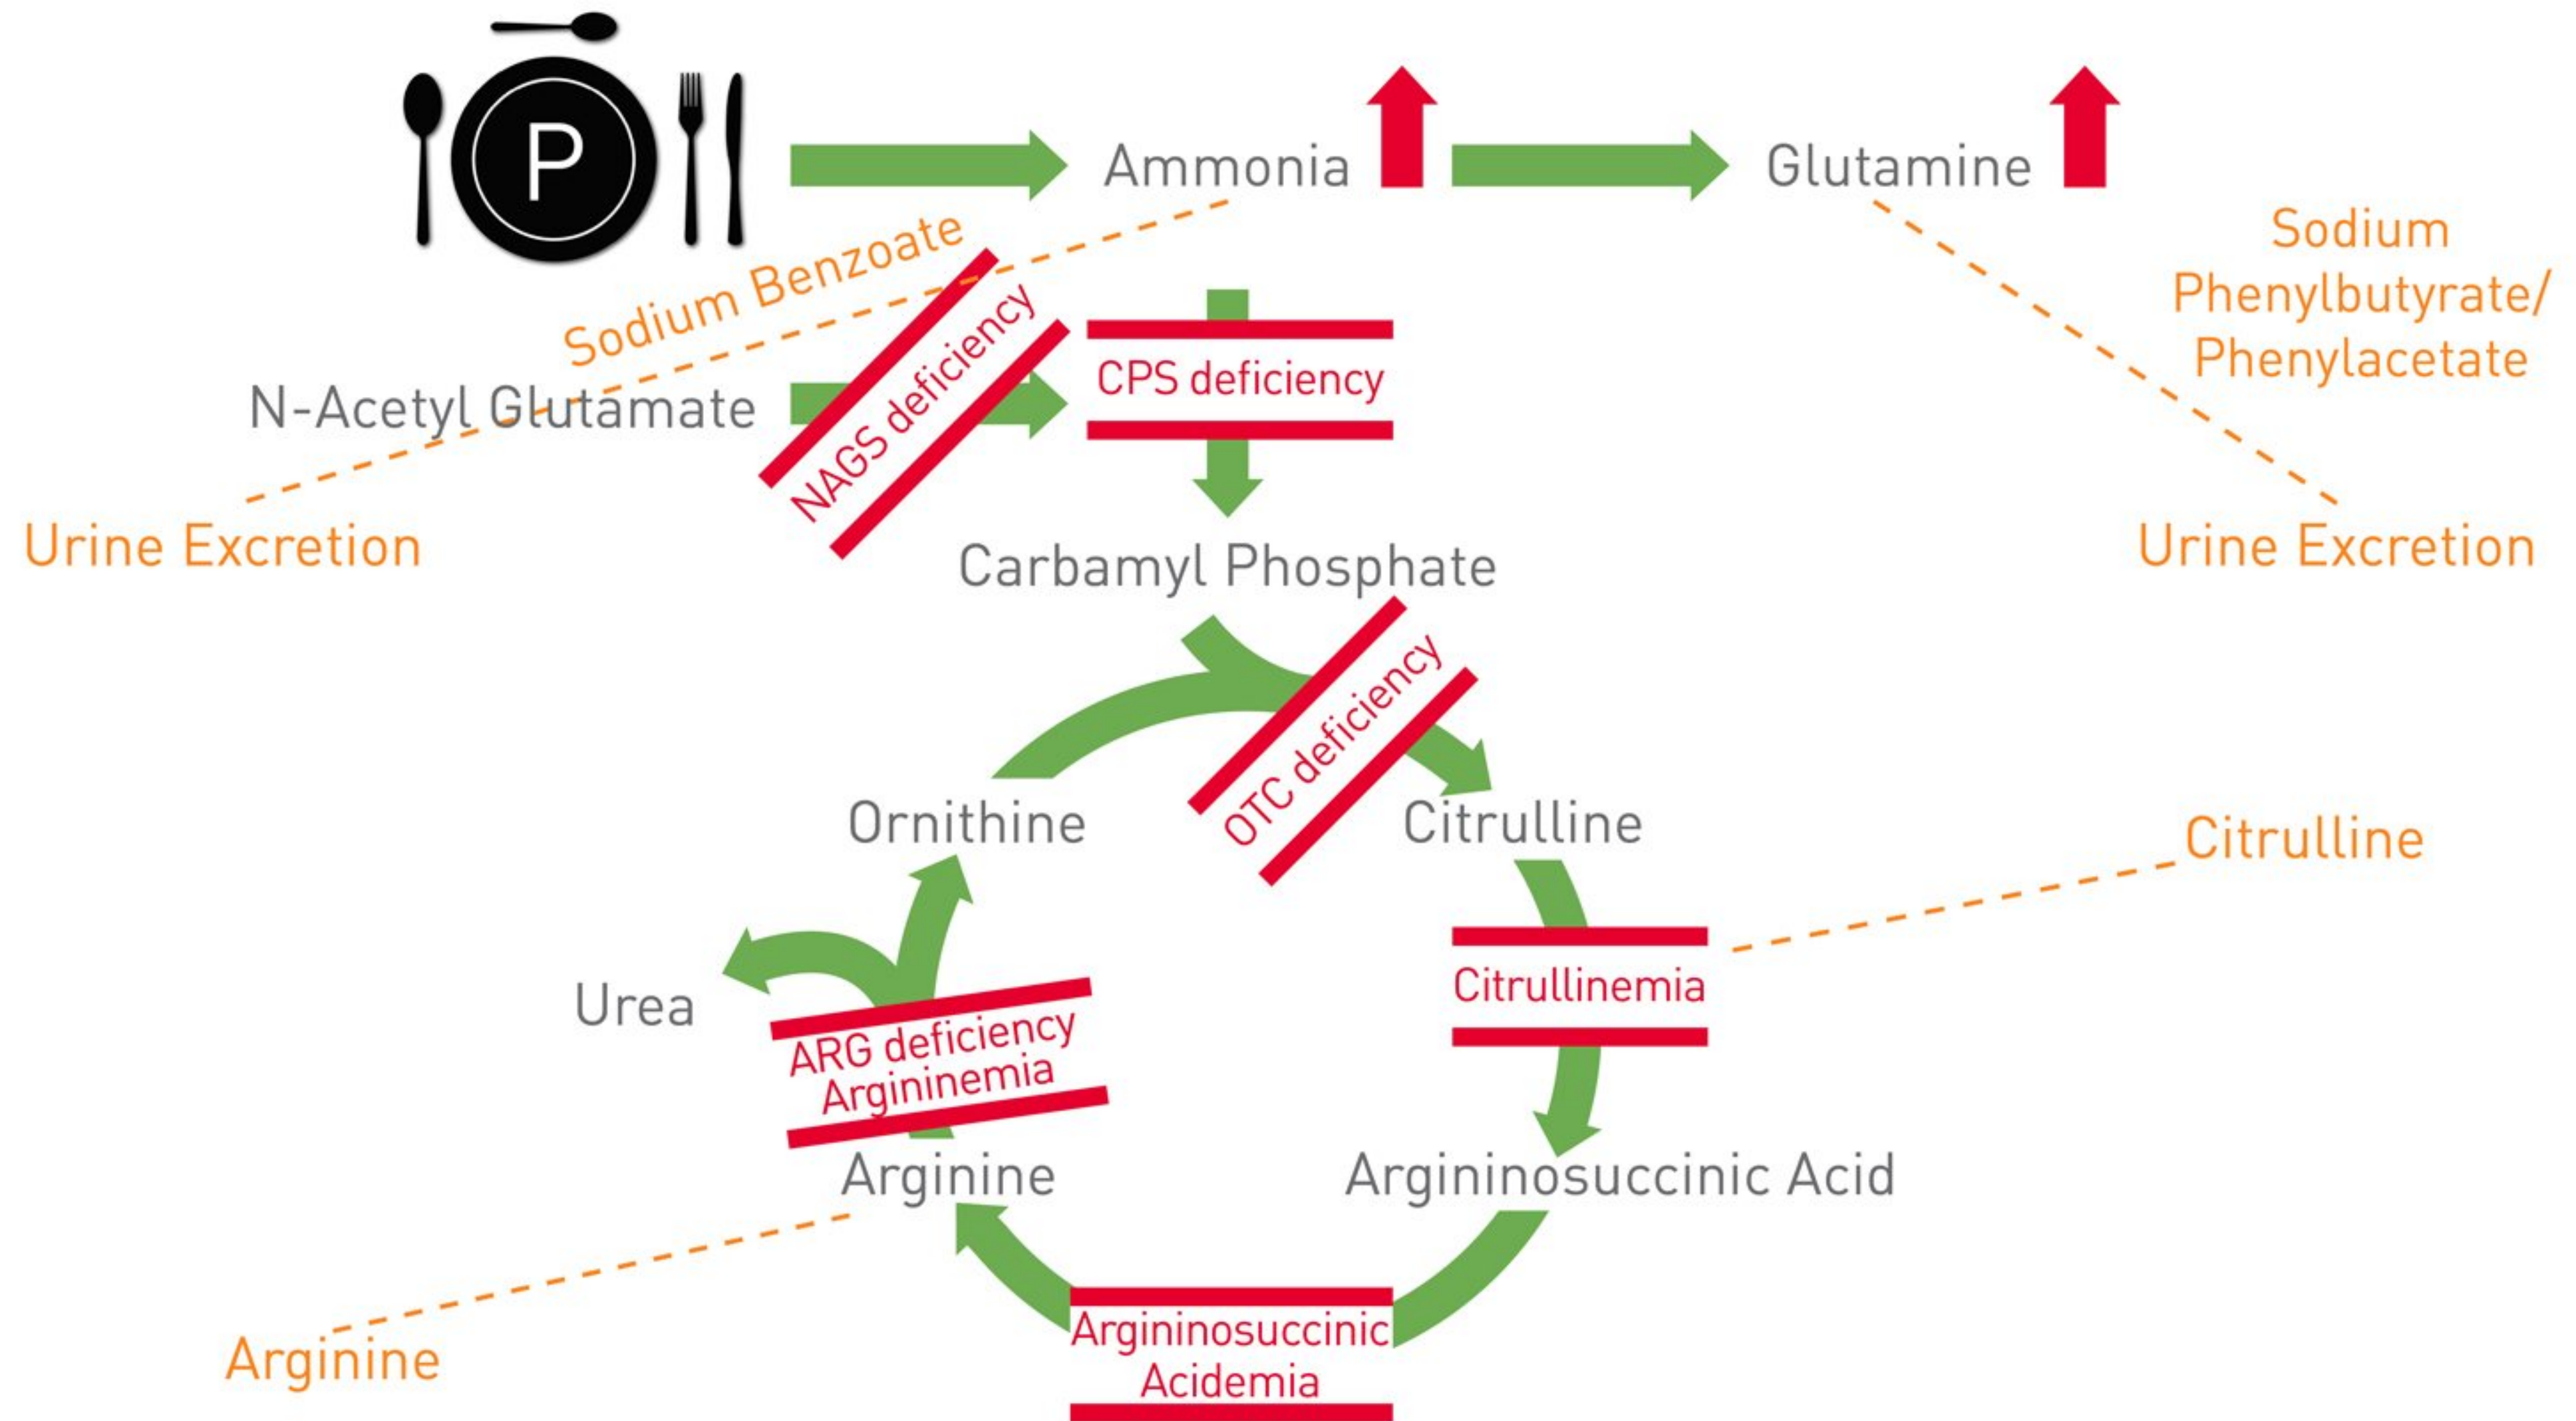 P
Ammonia
Glutamine
Sodium Benzoate
Sodium
Phenylbutyrate/
Phenylacetate
N-Acetyl Glutamate
NAGS deficiency
CPS deficiency
Urine Excretion
Carbamyl Phosphate
Urine Excretion
OTC deficiency
Ornithine
Citrulline
Citrulline
Urea
Citrullinemia
ARG deficiency
Argininemia
Arginine
Argininosuccinic Acid
Arginine
Argininosuccinic
Acidemia